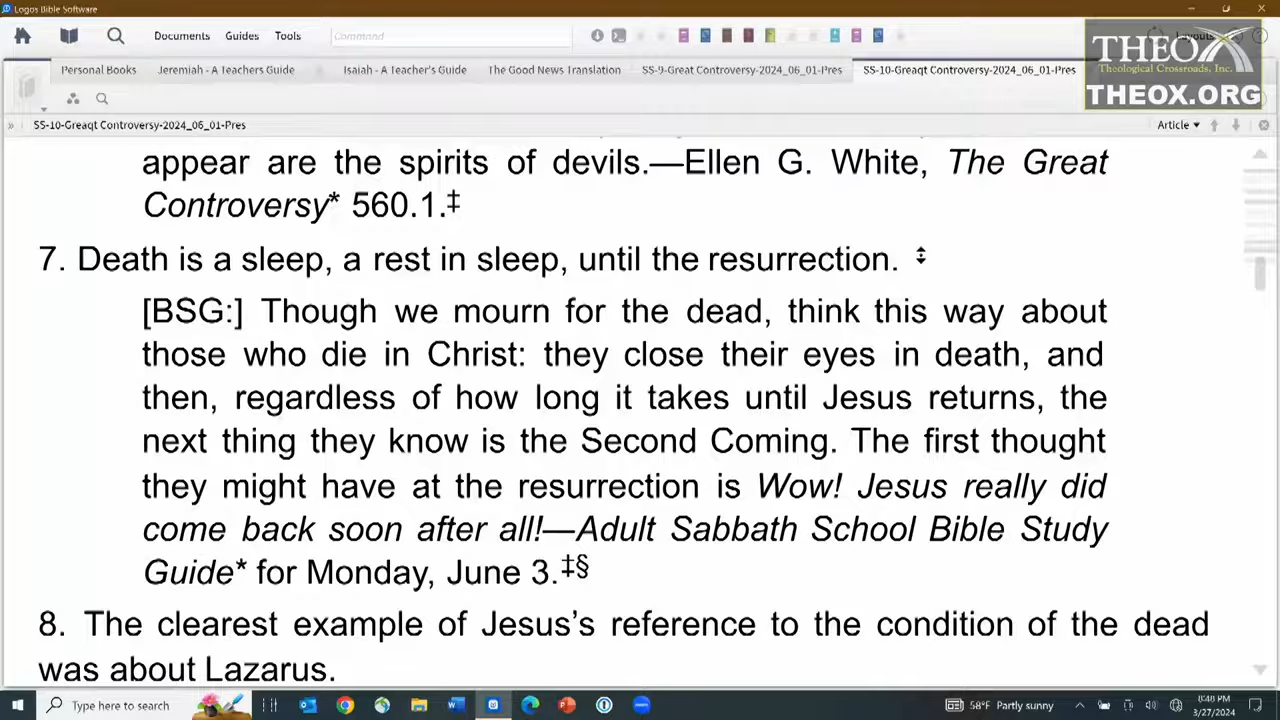 Logos Bible Software
Documents Guides Tools Command
THEOX
Theological Crossroads, Inc.
THEOX.ORG
Personal Books Jeremiah - A Teachers Guide SS-9-Great Controversy-2024_06_01-Pres SS-10-Greaqt Controversy-2024_06_01-Pres
SS-10-Greaqt Controversy-2024_06_01-Pres Article
appear are the spirits of devils.—Ellen G. White, The Great
Controversy* 560.1.‡
7. Death is a sleep, a rest in sleep, until the resurrection.
[BSG:] Though we mourn for the dead, think this way about
those who die in Christ: they close their eyes in death, and
then, regardless of how long it takes until Jesus returns, the
next thing they know is the Second Coming. The first thought
they might have at the resurrection is Wow! Jesus really did
come back soon after all!—Adult Sabbath School Bible Study
Guide* for Monday, June 3.‡§
8. The clearest example of Jesus’s reference to the condition of the dead
was about Lazarus.
Type here to search
58°F Partly sunny
8:48 PM
3/27/2024